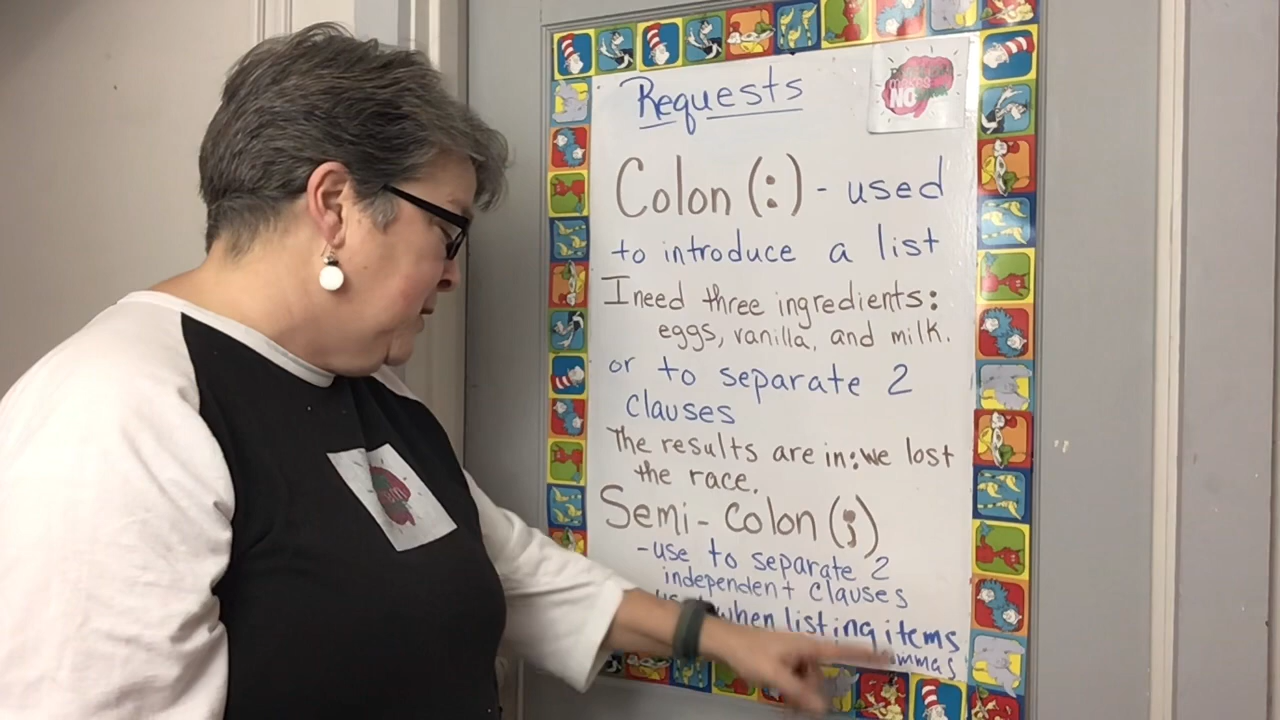 Requests
NO
Colon (:) - used
to introduce a list
I need three ingredients:
eggs, vanilla, and milk.
or to separate 2
clauses
The results are in: we lost
the race.
Semi-colon (;)
-use to separate 2
independent clauses
when listing items